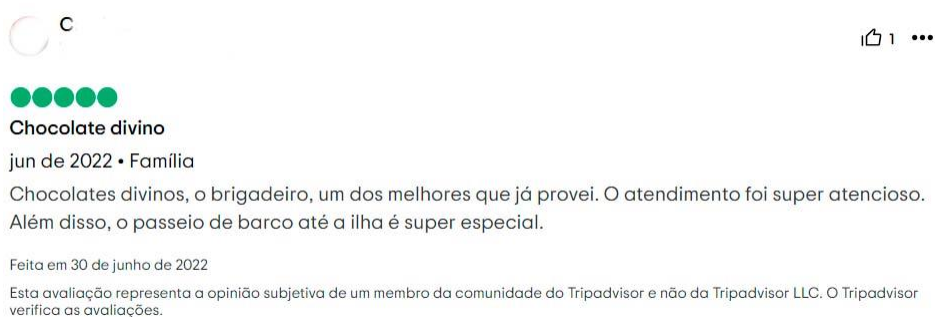 C
1
Chocolate divino
jun de 2022 • Família
Chocolates divinos, o brigadeiro, um dos melhores que já provei. O atendimento foi super atencioso.
Além disso, o passeio de barco até a ilha é super especial.
Feita em 30 de junho de 2022
Esta avaliação representa a opinião subjetiva de um membro da comunidade do Tripadvisor e não da Tripadvisor LLC. O Tripadvisor
verifica as avaliações.